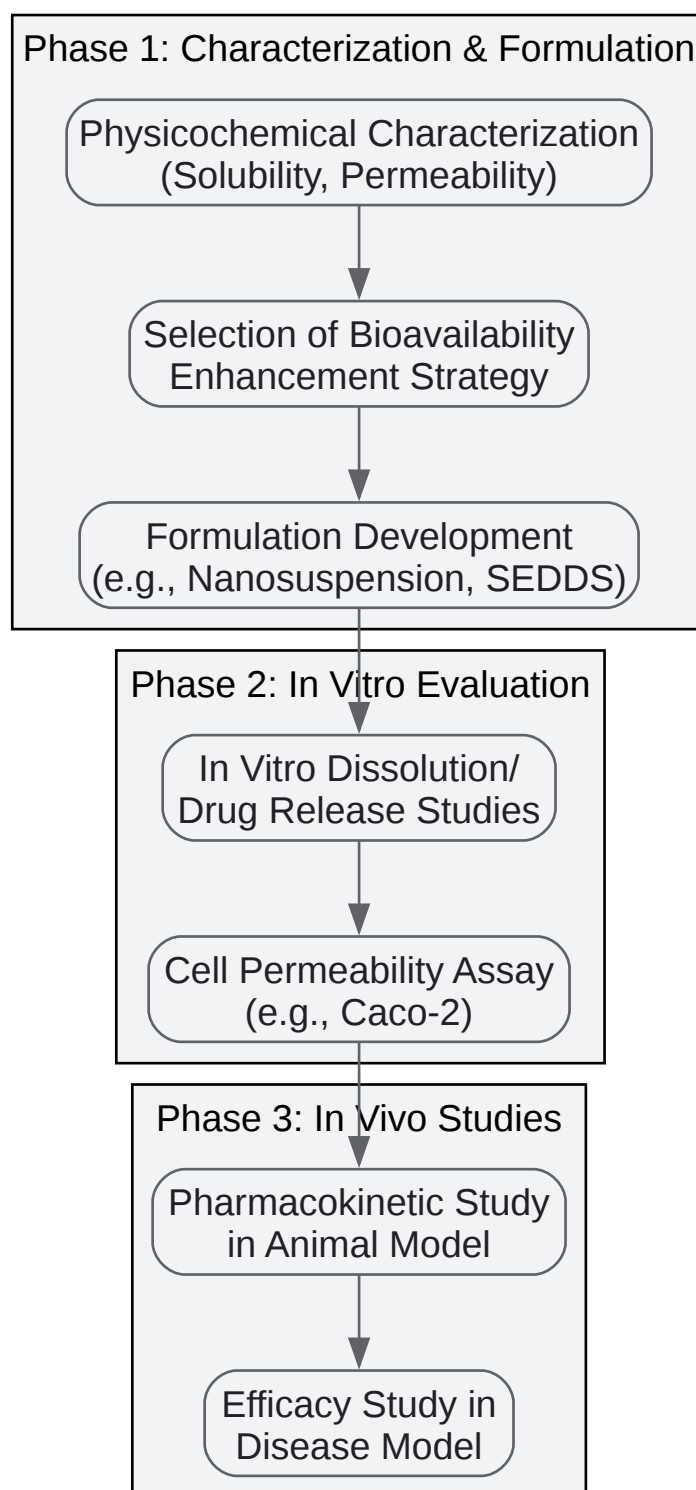 Phase 1: Characterization & Formulation
Physicochemical Characterization
(Solubility, Permeability)
Selection of Bioavailability
Enhancement Strategy
Formulation Development
(e.g., Nanosuspension, SEDDS)
Phase 2: In Vitro Evaluation
In Vitro Dissolution/
Drug Release Studies
Cell Permeability Assay
(e.g., Caco-2)
Phase 3: In Vivo Studies
Pharmacokinetic Study
in Animal Model
Efficacy Study in
Disease Model